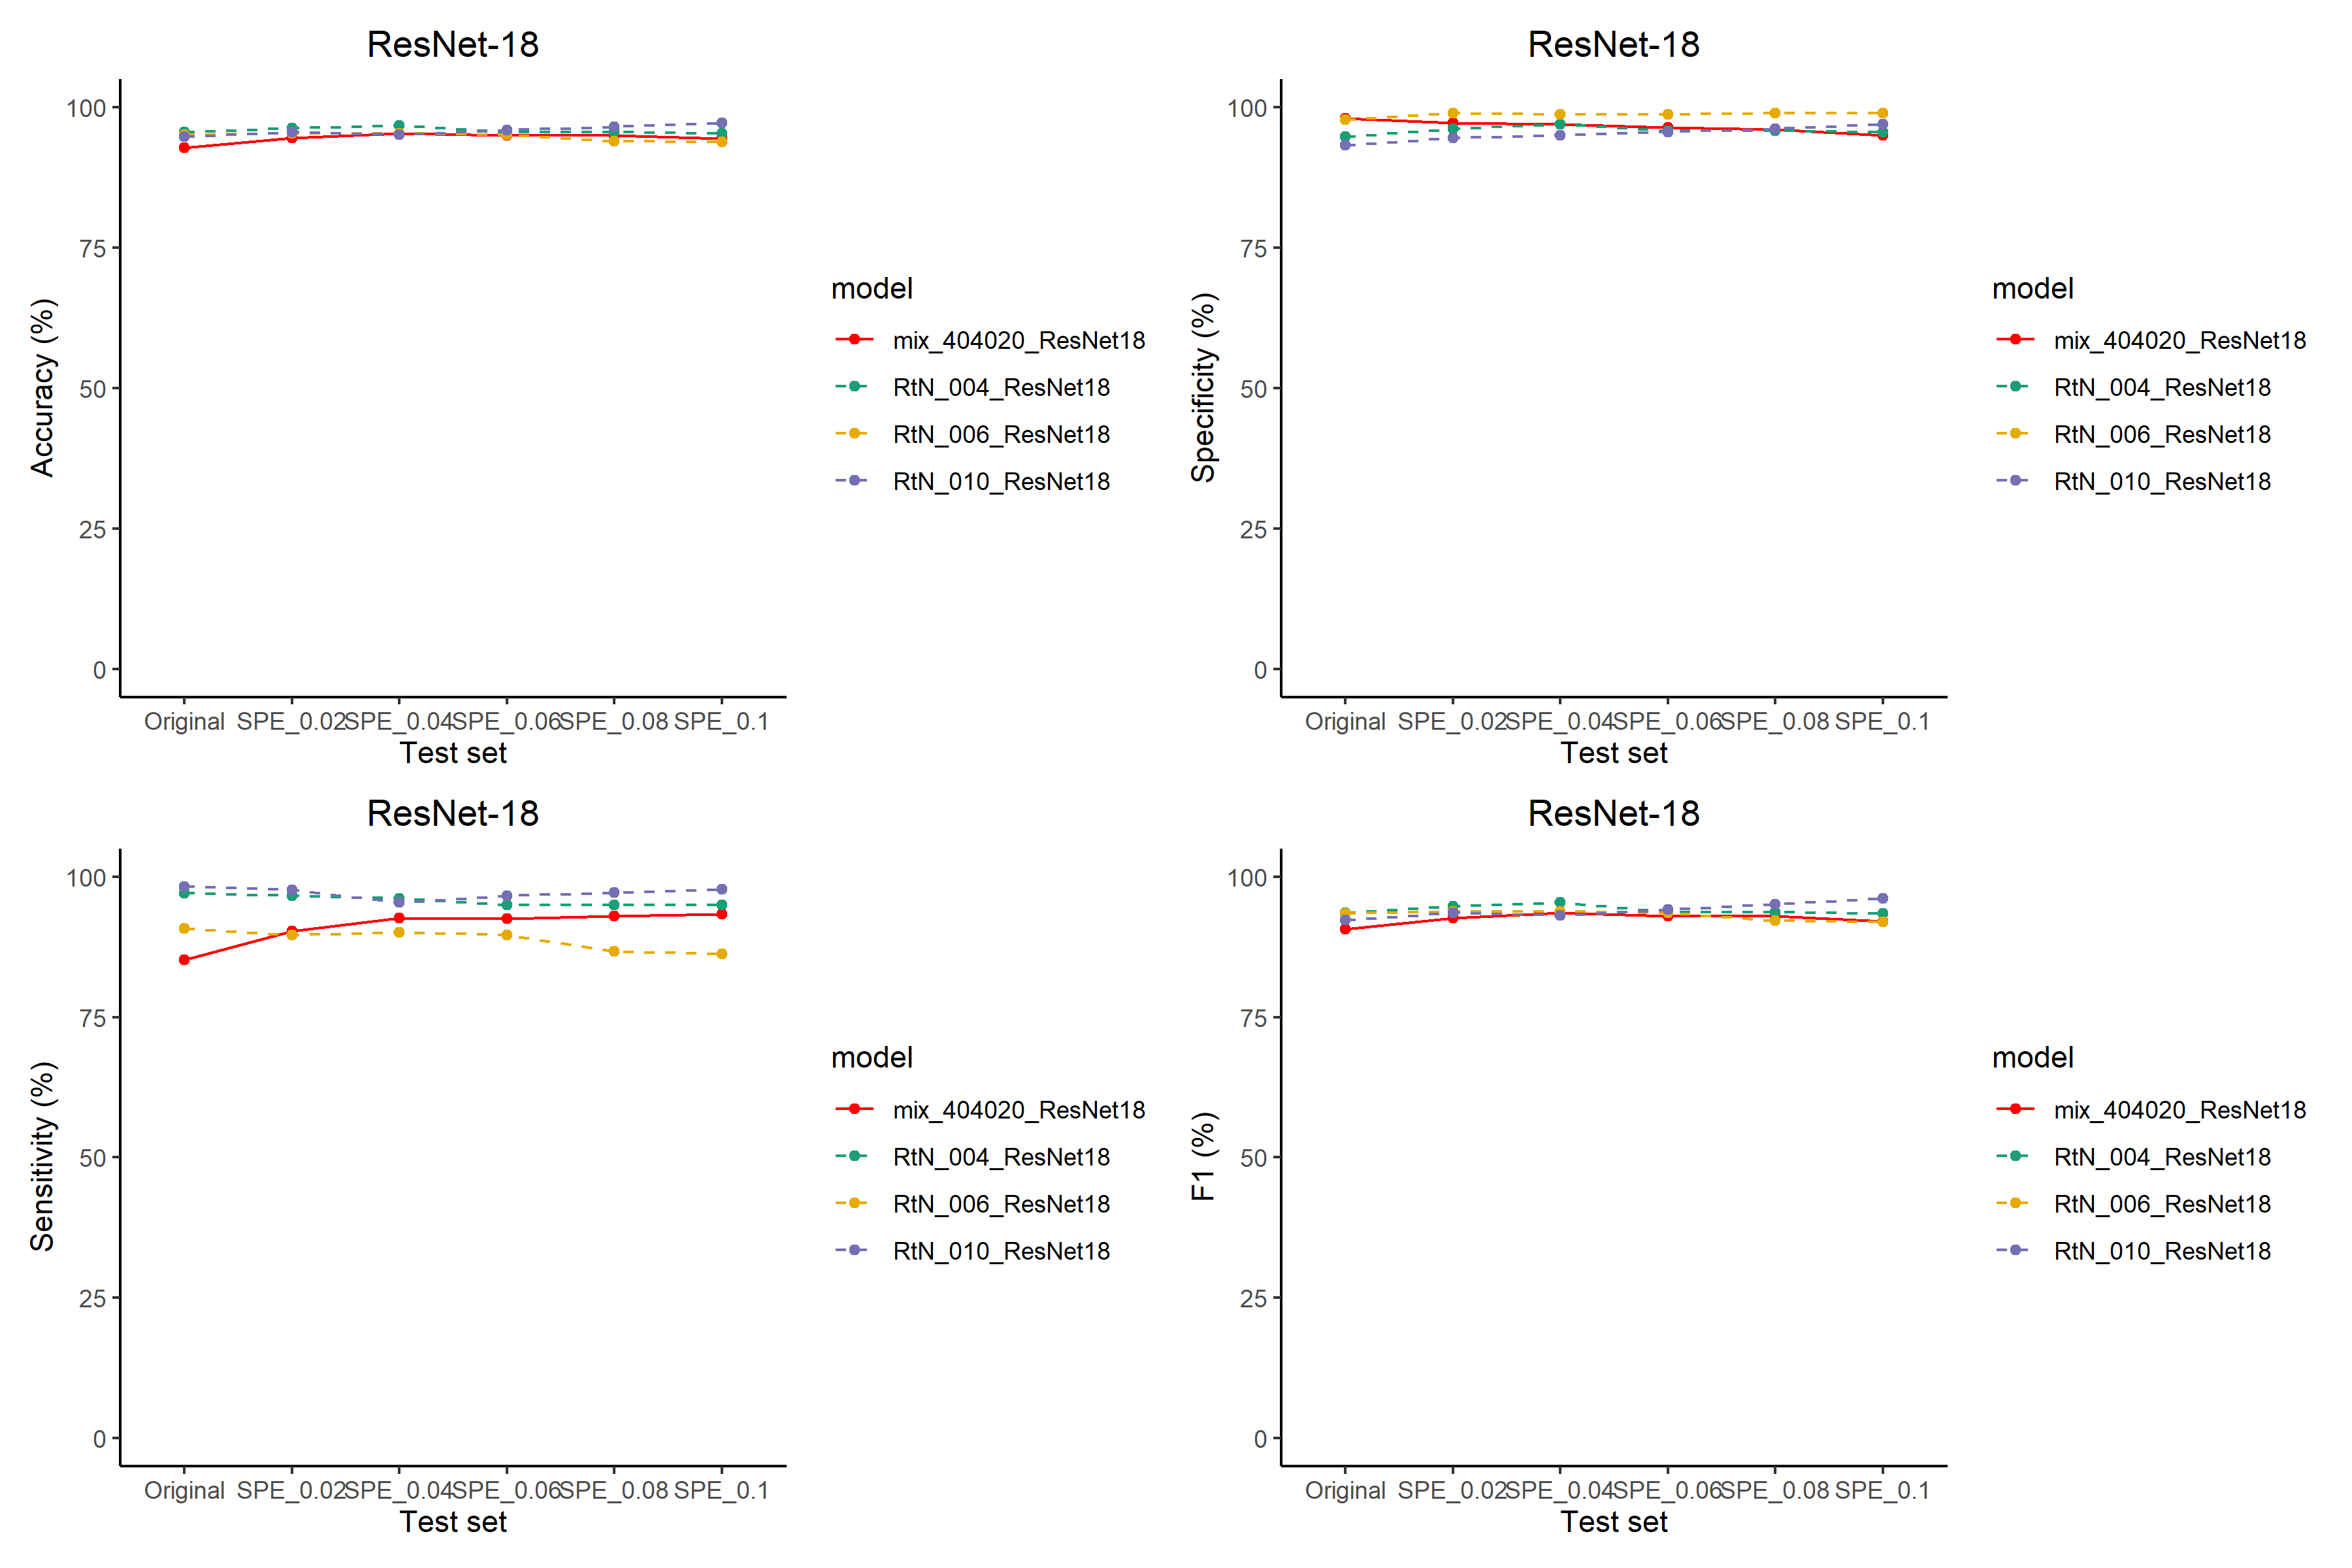 ResNet-18
Accuracy (%)
100
75
50
25
0
Original SPE_0.02 SPE_0.04 SPE_0.06 SPE_0.08 SPE_0.1
Test set
model
mix_404020_ResNet18
RtN_004_ResNet18
RtN_006_ResNet18
RtN_010_ResNet18
ResNet-18
Specificity (%)
100
75
50
25
0
Original SPE_0.02 SPE_0.04 SPE_0.06 SPE_0.08 SPE_0.1
Test set
model
mix_404020_ResNet18
RtN_004_ResNet18
RtN_006_ResNet18
RtN_010_ResNet18
ResNet-18
Sensitivity (%)
100
75
50
25
0
Original SPE_0.02 SPE_0.04 SPE_0.06 SPE_0.08 SPE_0.1
Test set
model
mix_404020_ResNet18
RtN_004_ResNet18
RtN_006_ResNet18
RtN_010_ResNet18
ResNet-18
F1 (%)
100
75
50
25
0
Original SPE_0.02 SPE_0.04 SPE_0.06 SPE_0.08 SPE_0.1
Test set
model
mix_404020_ResNet18
RtN_004_ResNet18
RtN_006_ResNet18
RtN_010_ResNet18